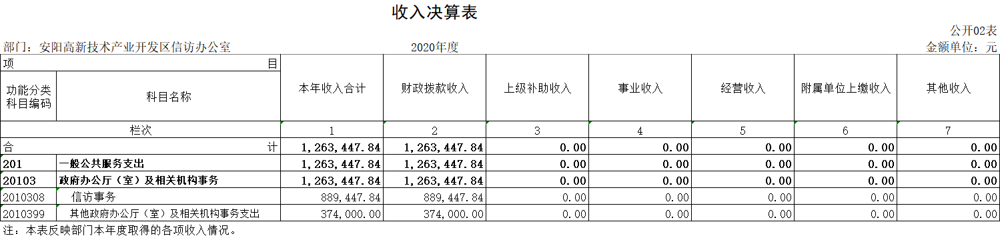 收入决算表
公开02表
部门：安阳高新技术产业开发区信访办公室 2020年度 金额单位：元
项 目 本年收入合计 财政拨款收入 上级补助收入 事业收入 经营收入 附属单位上缴收入 其他收入
功能分类科目编码 科目名称
栏次 1 2 3 4 5 6 7
合 计 1,263,447.84 1,263,447.84 0.00 0.00 0.00 0.00 0.00
201 一般公共服务支出 1,263,447.84 1,263,447.84 0.00 0.00 0.00 0.00 0.00
20103 政府办公厅（室）及相关机构事务 1,263,447.84 1,263,447.84 0.00 0.00 0.00 0.00 0.00
2010308 信访事务 889,447.84 889,447.84 0.00 0.00 0.00 0.00 0.00
2010399 其他政府办公厅（室）及相关机构事务支出 374,000.00 374,000.00 0.00 0.00 0.00 0.00 0.00
注：本表反映部门本年度取得的各项收入情况。